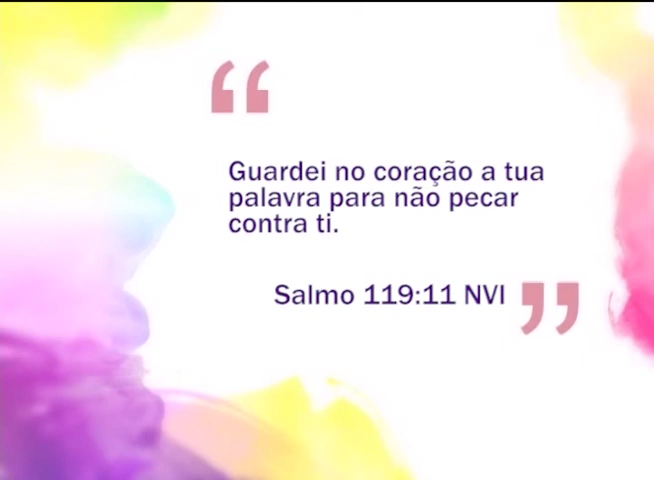 “
Guardei no coração a tua
palavra para não pecar
contra ti.
Salmo 119:11 NVI
”